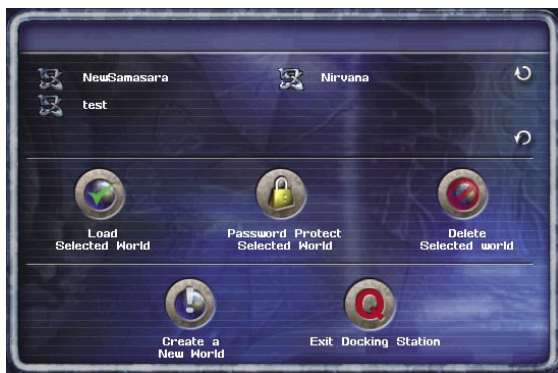 NewSamasara
Nirvana
test
Load
Selected World
Password Protect
Selected World
Delete
Selected world
Create a
New World
Q
Exit Docking Station